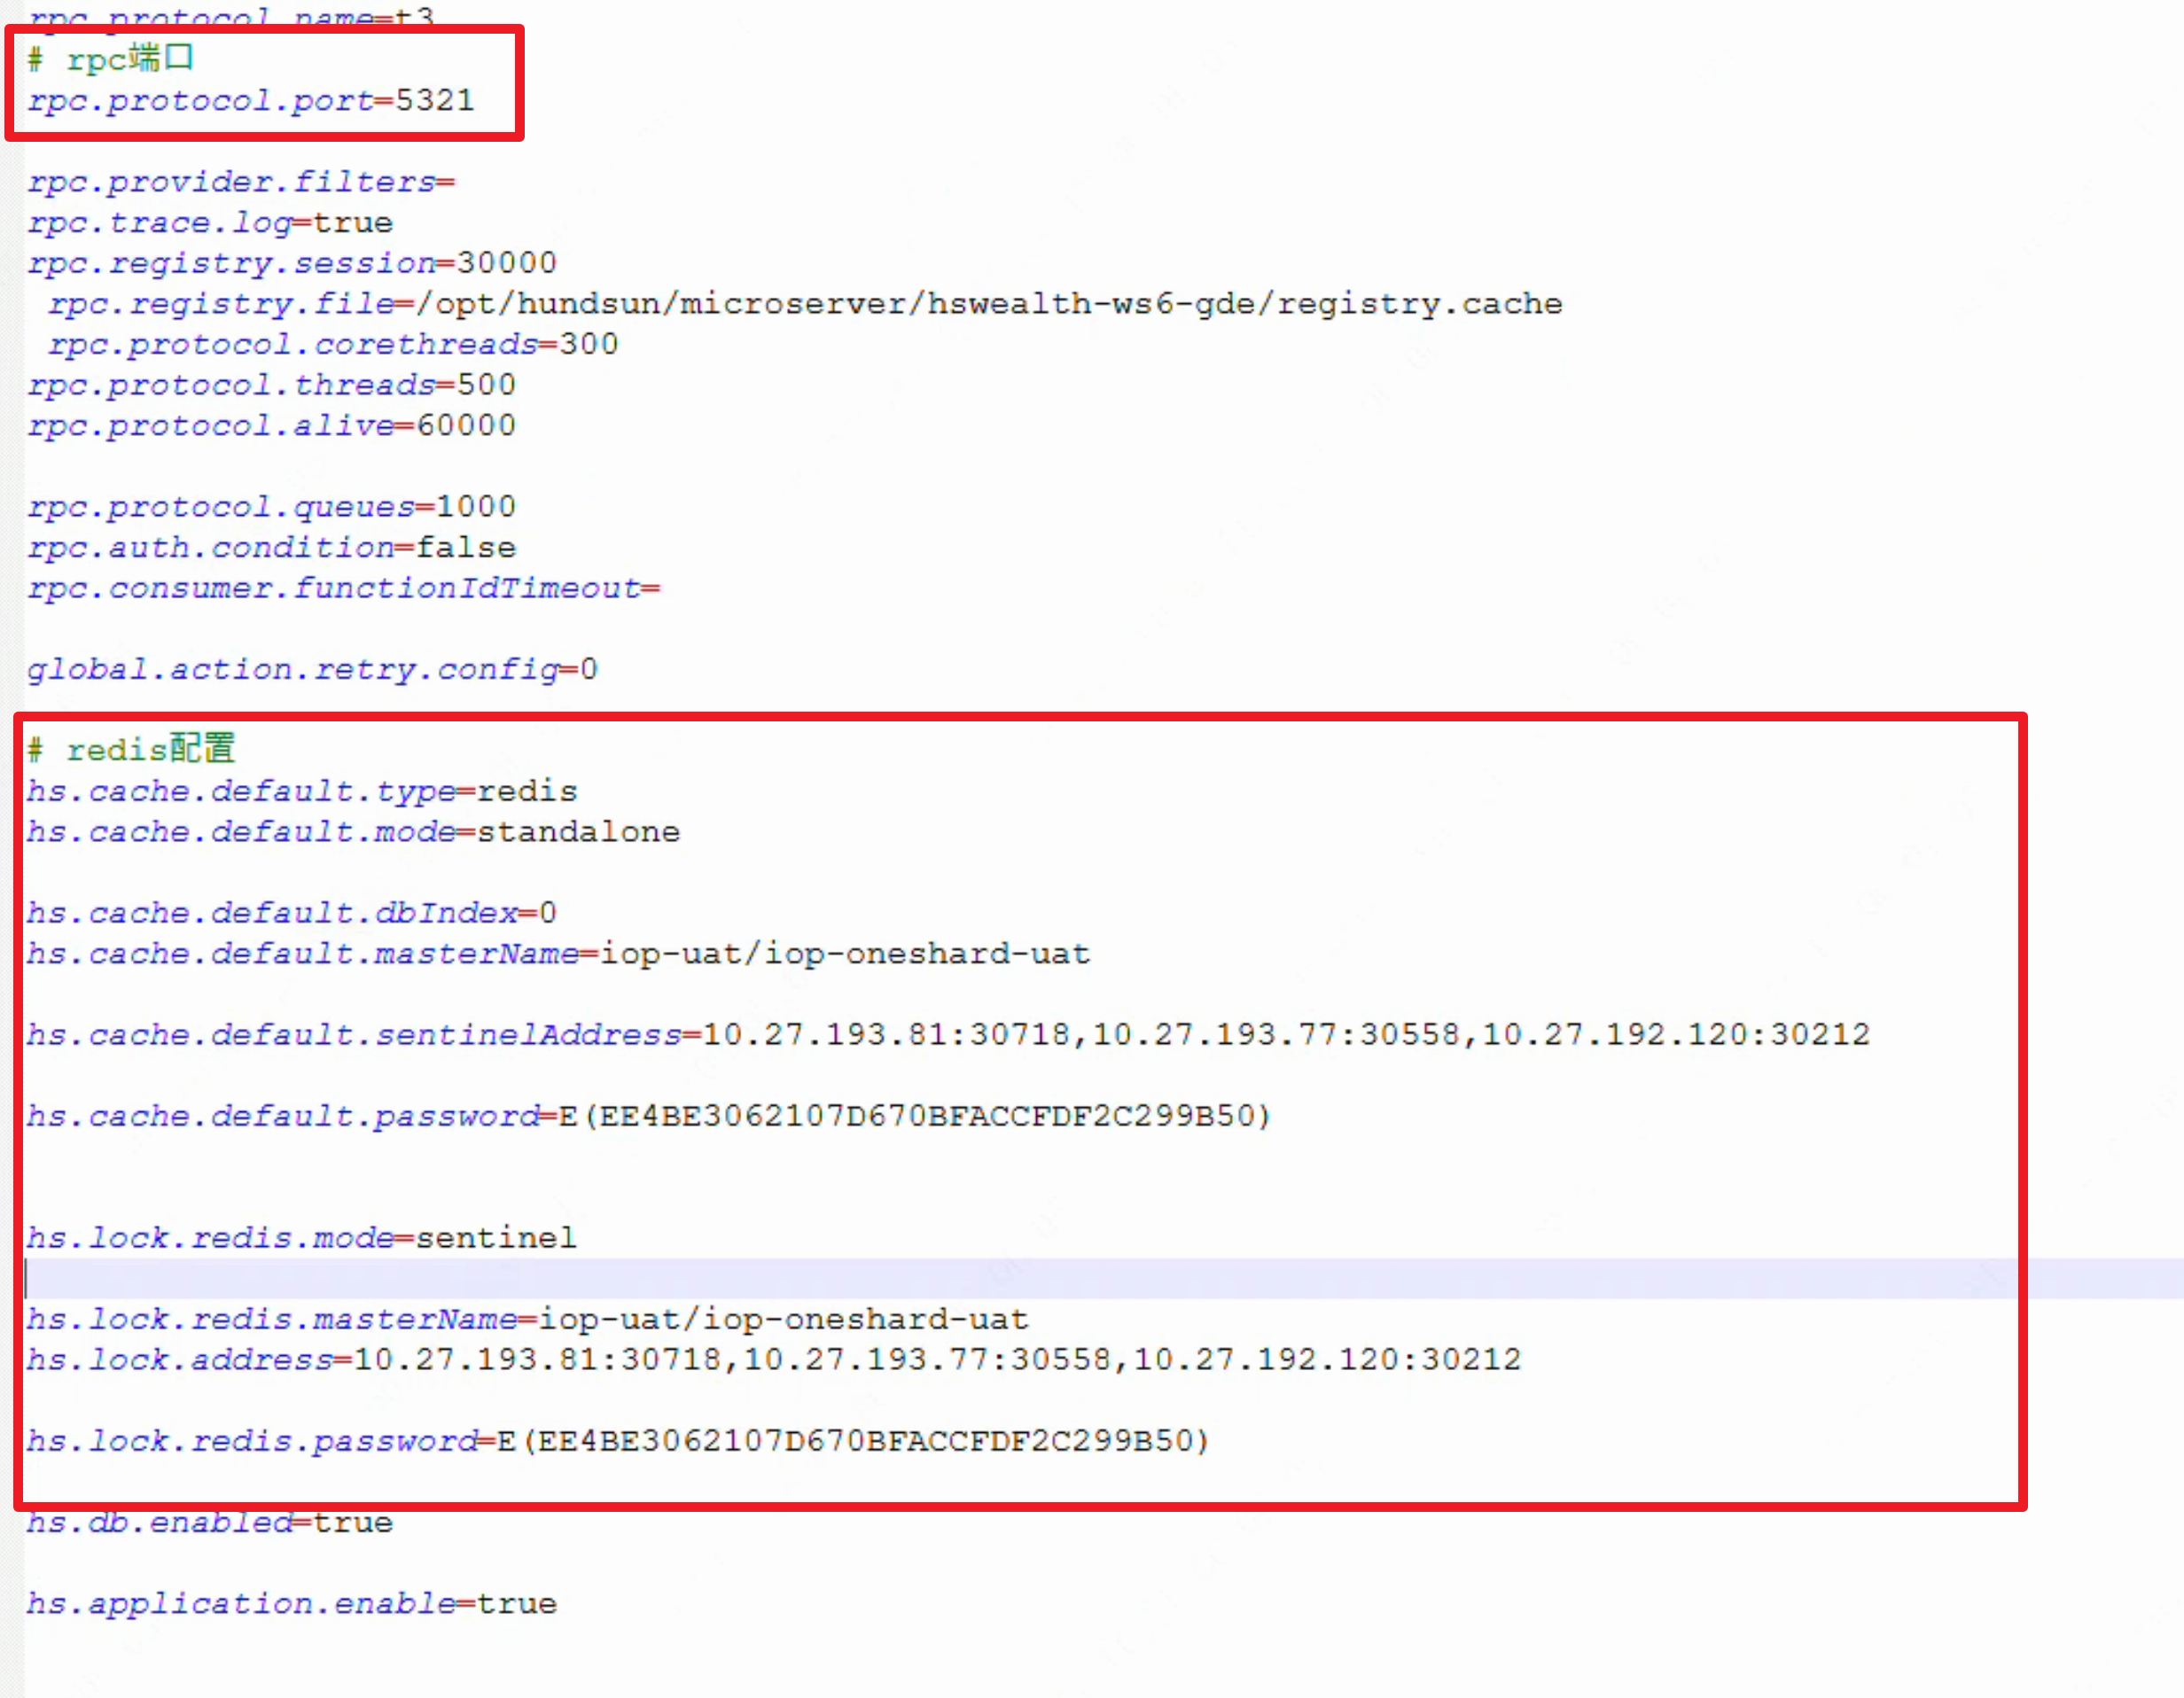 rpc.protocol.name=t3
# rpc端口
rpc.protocol.port=5321
rpc.provider.filters=
rpc.trace.log=true
rpc.registry.session=30000
rpc.registry.file=/opt/hundsun/microserver/hswealth-ws6-gde/registry.cache
rpc.protocol.corethreads=300
rpc.protocol.threads=500
rpc.protocol.alive=60000
rpc.protocol.queues=1000
rpc.auth.condition=false
rpc.consumer.functionIdTimeout=
global.action.retry.config=0
# redis配置
hs.cache.default.type=redis
hs.cache.default.mode=standalone
hs.cache.default.dbIndex=0
hs.cache.default.masterName=iop-uat/iop-oneshard-uat
hs.cache.default.sentinelAddress=10.27.193.81:30718,10.27.193.77:30558,10.27.192.120:30212
hs.cache.default.password=E(EE4BE3062107D670BFACCFDF2C299B50)
hs.lock.redis.mode=sentinel
hs.lock.redis.masterName=iop-uat/iop-oneshard-uat
hs.lock.address=10.27.193.81:30718,10.27.193.77:30558,10.27.192.120:30212
hs.lock.redis.password=E(EE4BE3062107D670BFACCFDF2C299B50)
hs.db.enabled=true
hs.application.enable=true